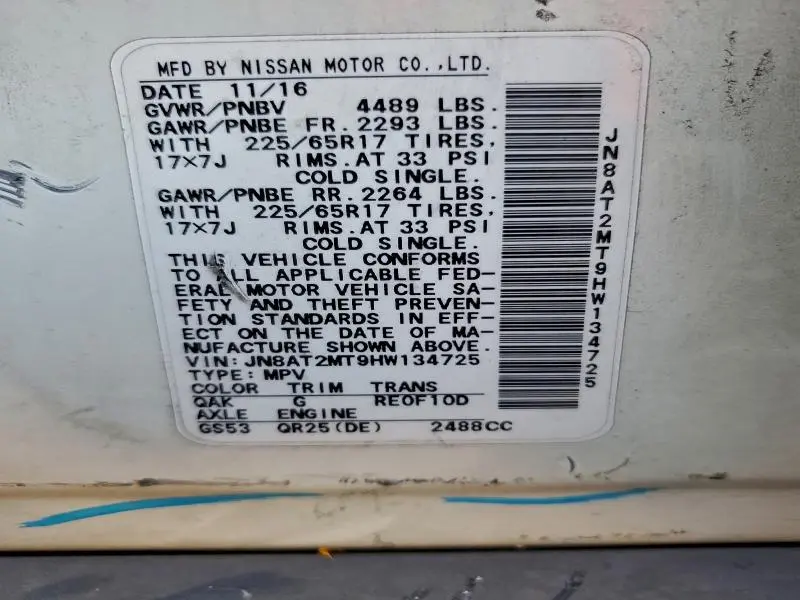 MFD BY NISSAN MOTOR CO.,LTD.
DATE 11/16
GVWR/PNBV 4489 LBS.
GAWR/PNBE FR. 2293 LBS.
WITH 225/65R17 TIRES,
17×7J RIMS.AT 33 PSI
COLD SINGLE.
GAWR/PNBE RR. 2264 LBS.
WITH 225/65R17 TIRES,
17×7J RIMS.AT 33 PSI
COLD SINGLE.
THIS VEHICLE CONFORMS
TO ALL APPLICABLE FED-
ERAL MOTOR VEHICLE SA-
FETY AND THEFT PREVEN-
TION STANDARDS IN EFF-
ECT ON THE DATE OF MA-
NUFACTURE SHOWN ABOVE.
VIN: JN8AT2MT9HW134725
TYPE: MPV
COLOR TRIM TRANS
QAK G RE0F10D
AXLE ENGINE
GS53 QR25(DE) 2488CC
JN8AT2MT9HW134725